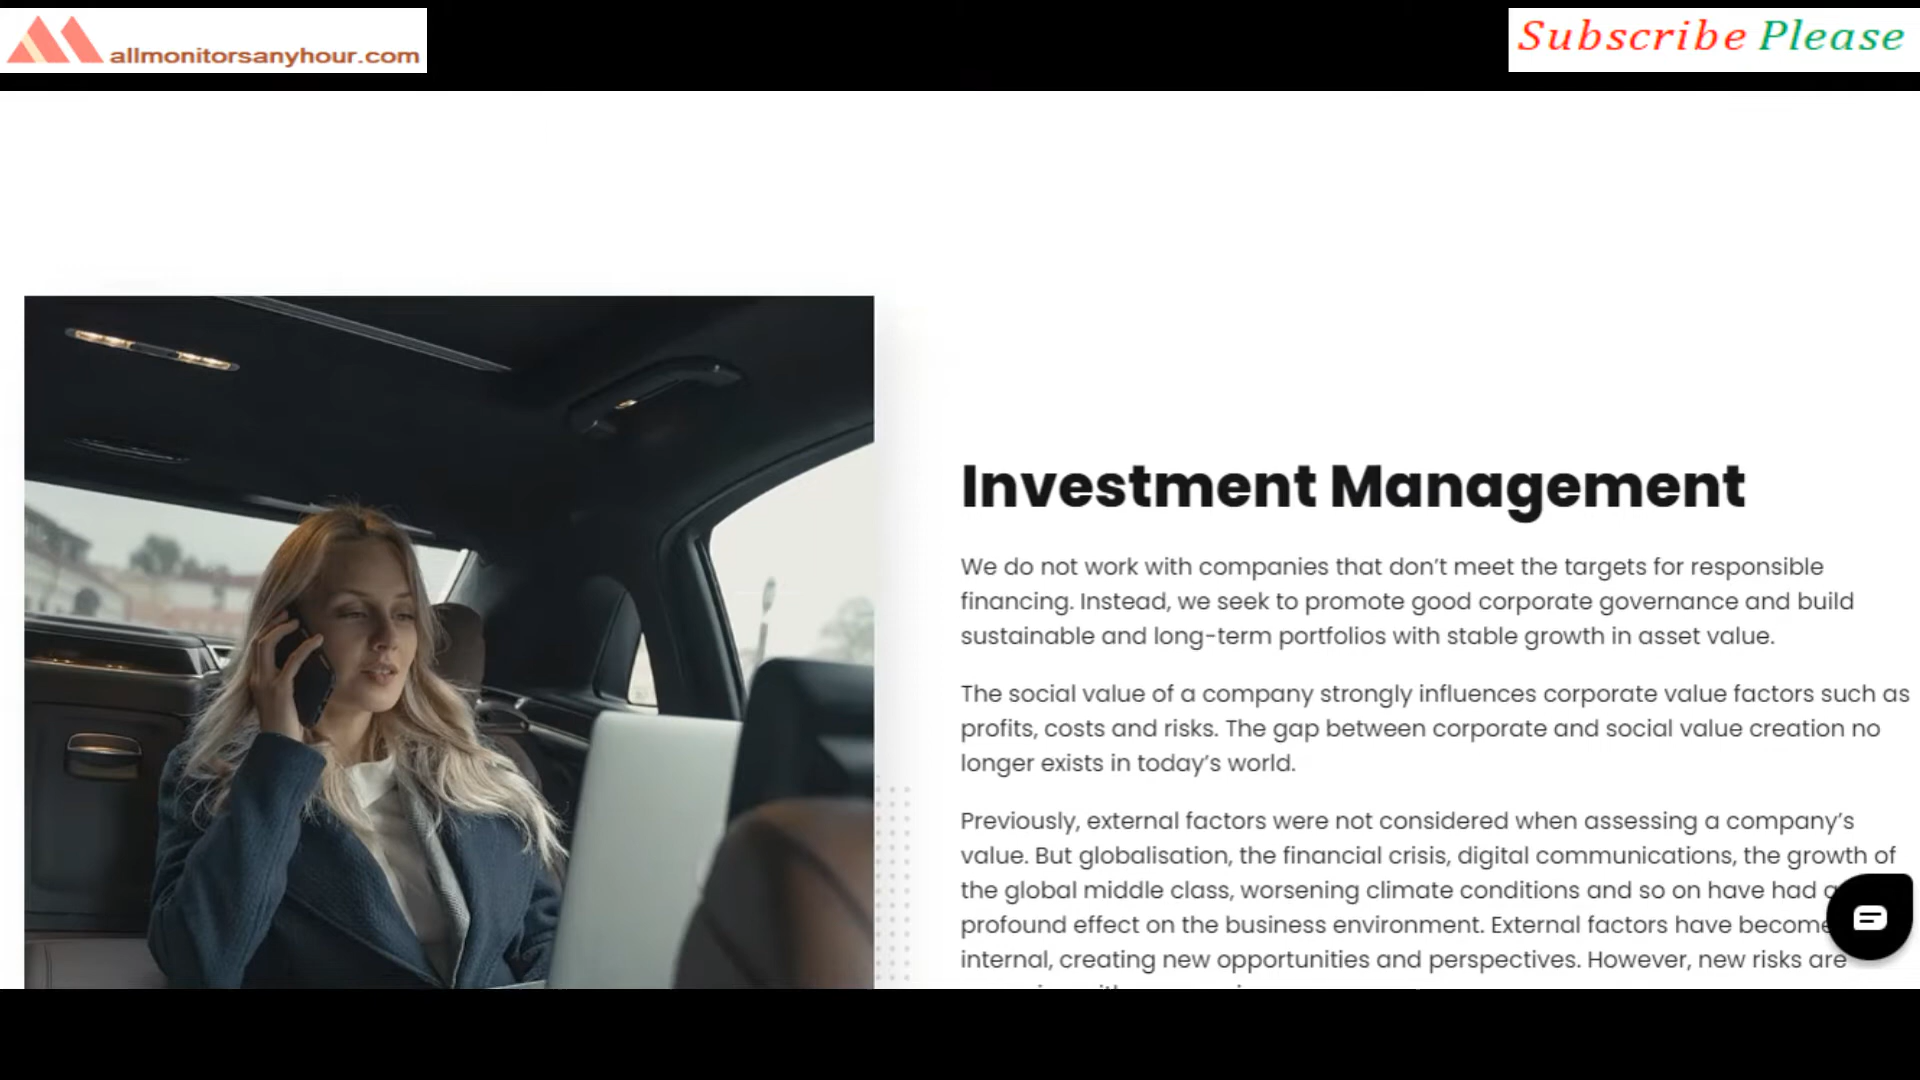 allmonitorsanyhour.com
Subscribe Please
Investment Management
We do not work with companies that don’t meet the targets for responsible
financing. Instead, we seek to promote good corporate governance and build
sustainable and long-term portfolios with stable growth in asset value.
The social value of a company strongly influences corporate value factors such as
profits, costs and risks. The gap between corporate and social value creation no
longer exists in today’s world.
Previously, external factors were not considered when assessing a company’s
value. But globalisation, the financial crisis, digital communications, the growth of
the global middle class, worsening climate conditions and so on have had a
profound effect on the business environment. External factors have become
internal, creating new opportunities and perspectives. However, new risks are